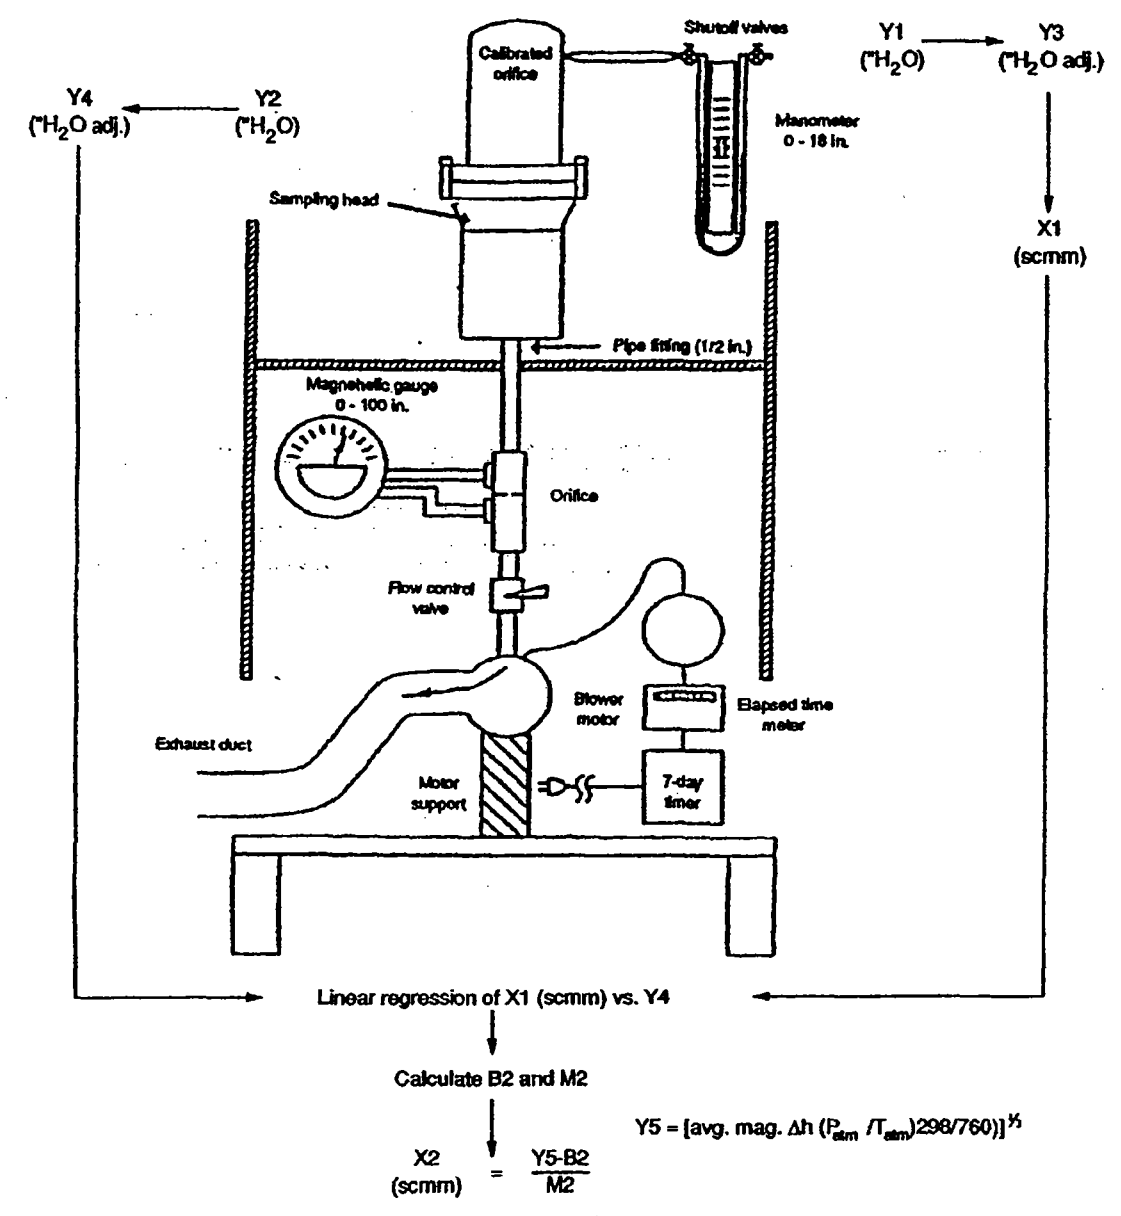 Shutoff valves
Y1
("H2O)
Y3
("H2O adj.)
Calibrated
orifice
Y4
("H2O adj.)
Y2
("H2O)
Manometer
0 - 16 in.
Sampling head
X1
(scmm)
Pipe fitting (1/2 in.)
Magnehelic gauge
0 - 100 in.
Orifice
Flow control
valve
Blower
motor
Elapsed time
meter
Exhaust duct
Motor
support
7-day
timer
Linear regression of X1 (scmm) vs. Y4
Calculate B2 and M2
Y5 = [avg. mag. Δh (Patm /Tatm)298/760)]
X2
(scmm)
= Y5-B2
M2